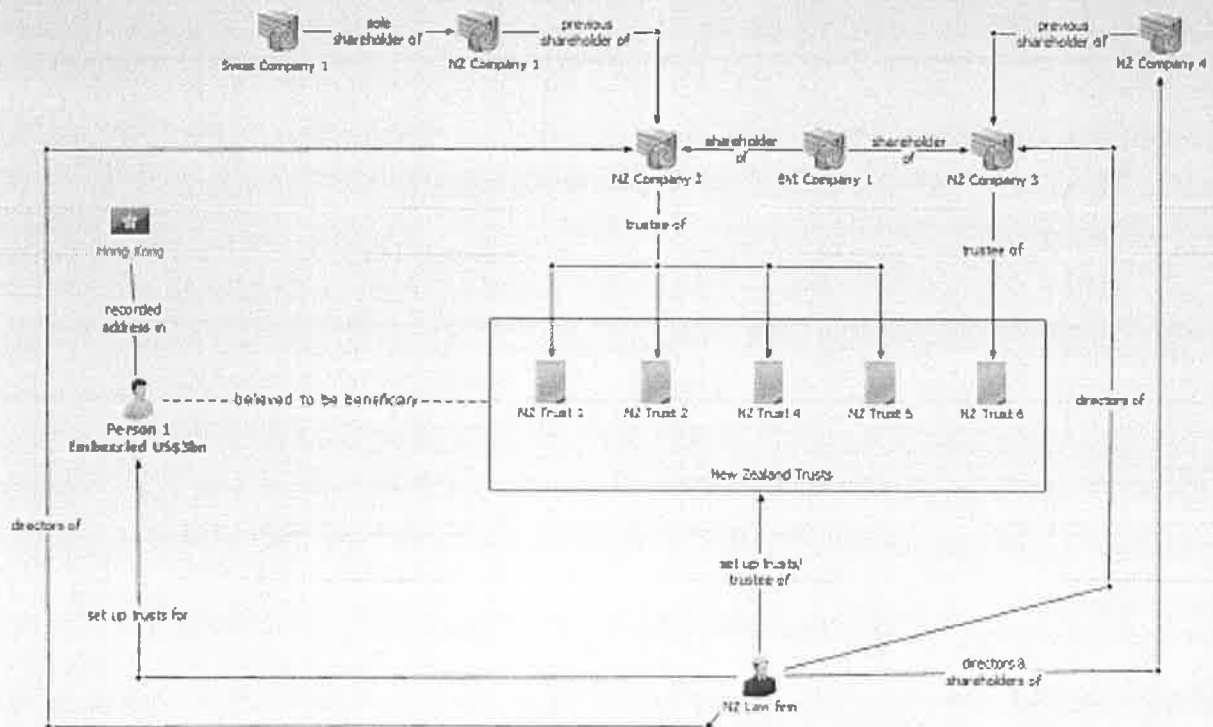 sole
shareholder of
previous
shareholder of
previous
shareholder of
Swiss Company 1
NZ Company 1
NZ Company 4
shareholder
of
shareholder
of
NZ Company 2
BVI Company 1
NZ Company 3
trustee of
trustee of
Hong Kong
recorded
address in
NZ Trust 1
NZ Trust 2
NZ Trust 4
NZ Trust 5
NZ Trust 6
believed to be beneficiary
directors of
Person 1
Embezzled US$3bn
New Zealand Trusts
directors of
set up trusts/
trustee of
set up trusts for
directors &
shareholders of
NZ Law firm